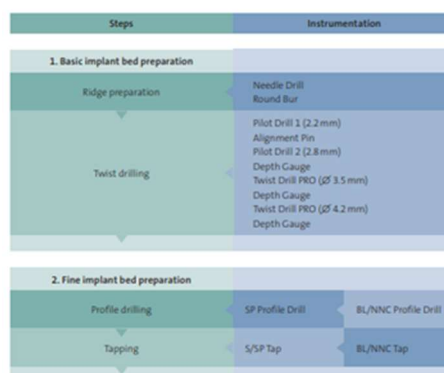 Steps
Instrumentation
1. Basic implant bed preparation
Ridge preparation
Needle Drill
Round Bur
Twist drilling
Pilot Drill 1 (2.2 mm)
Alignment Pin
Pilot Drill 2 (2.8 mm)
Depth Gauge
Twist Drill PRO (Ø 3.5 mm)
Depth Gauge
Twist Drill PRO (Ø 4.2 mm)
Depth Gauge
2. Fine implant bed preparation
Profile drilling
SP Profile Drill
BL/NNC Profile Drill
Tapping
S/SP Tap
BL/NNC Tap